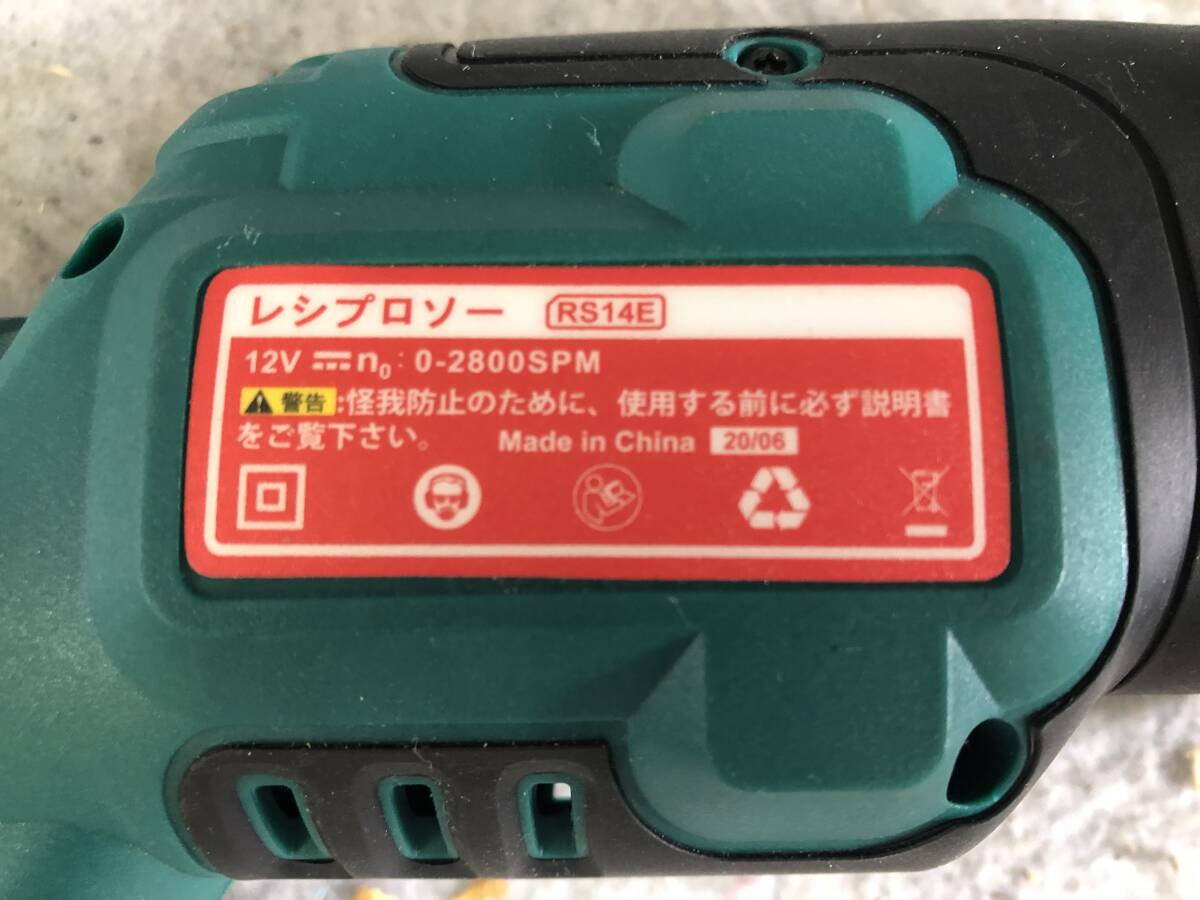 レシプロソー RS14E
12V ⎓ n₀: 0-2800SPM
警告:怪我防止のために、使用する前に必ず説明書
をご覧下さい。 Made in China 20/06